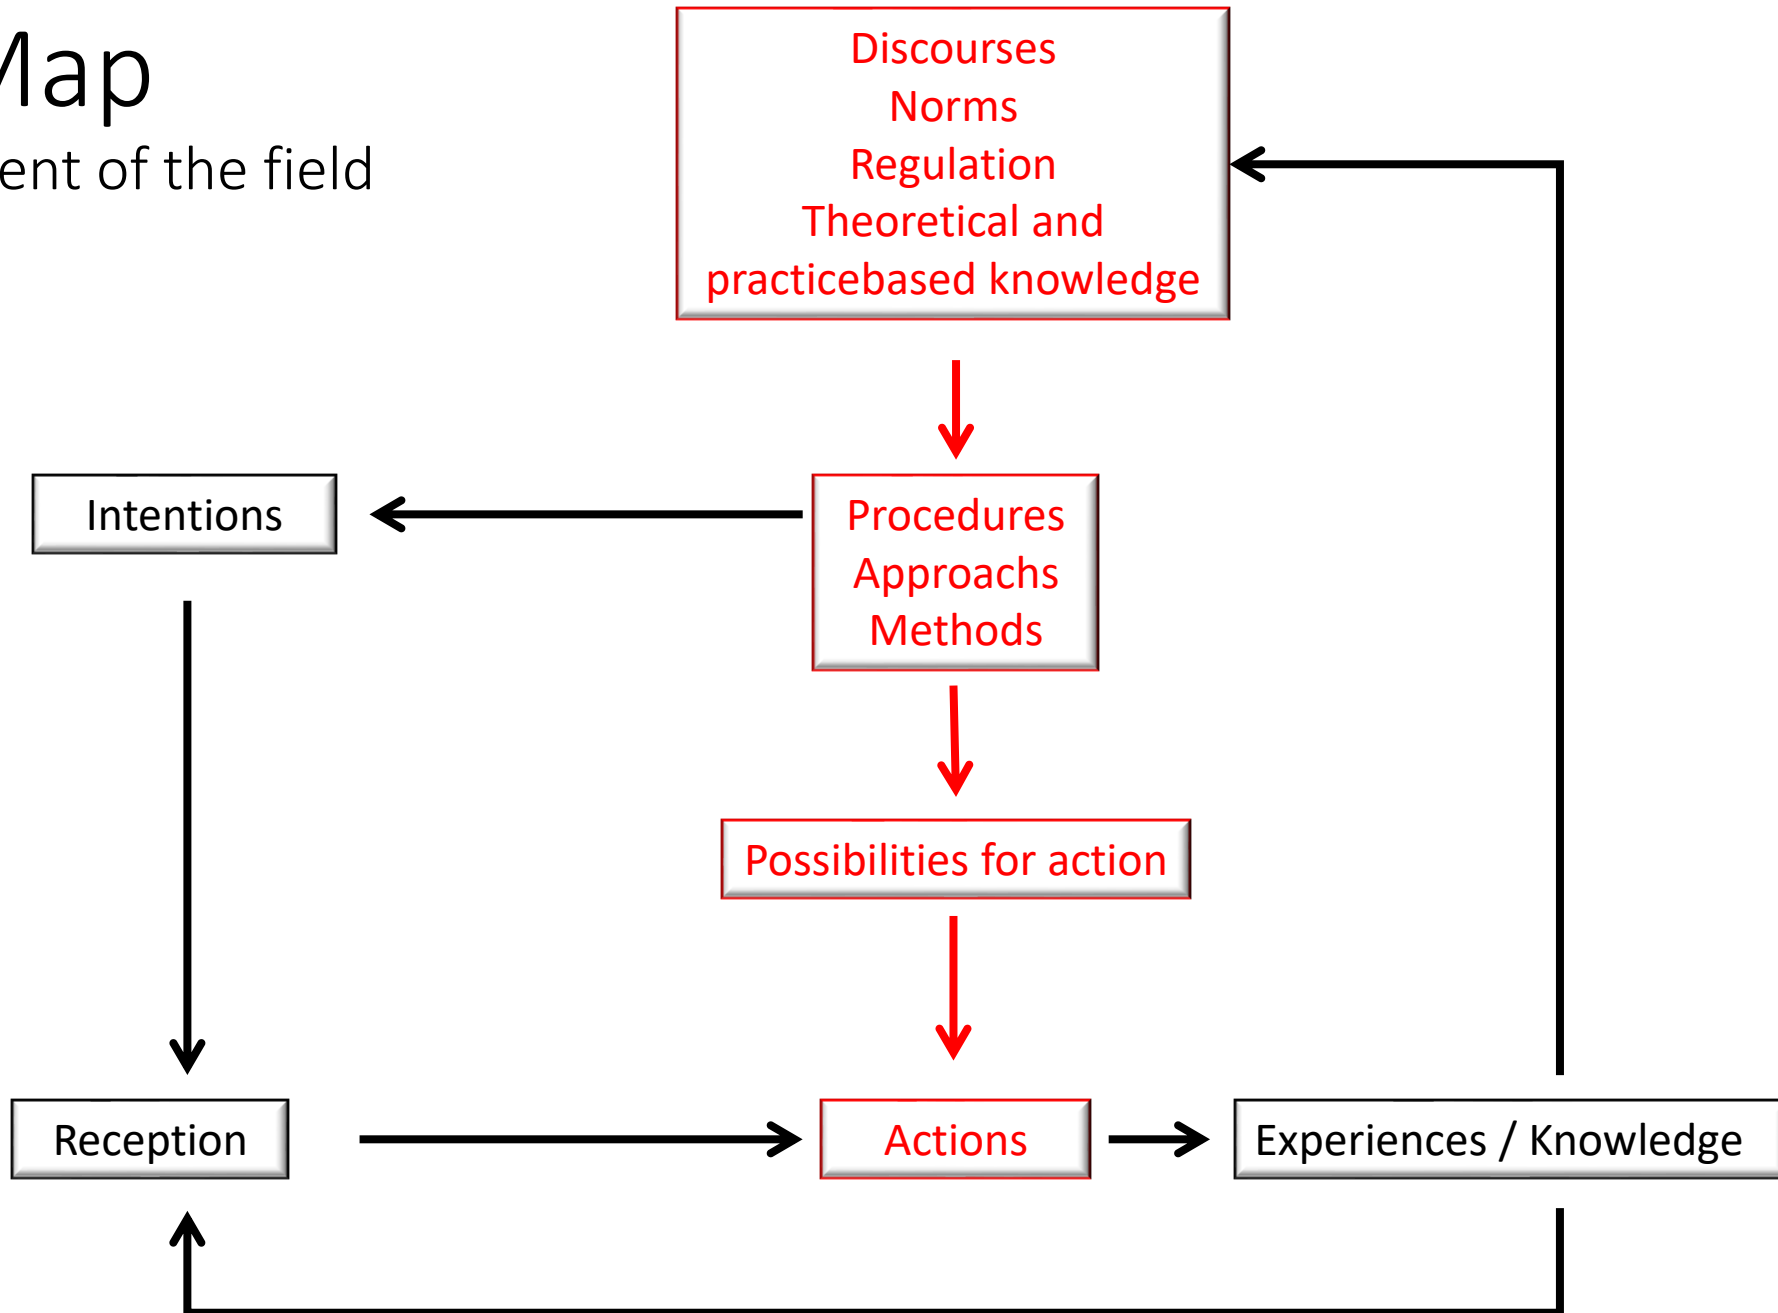 Map
ent of the field
Discourses
Norms
Regulation
Theoretical and
practicebased knowledge
Intentions
Procedures
Approachs
Methods
Possibilities for action
Reception
Actions
Experiences / Knowledge